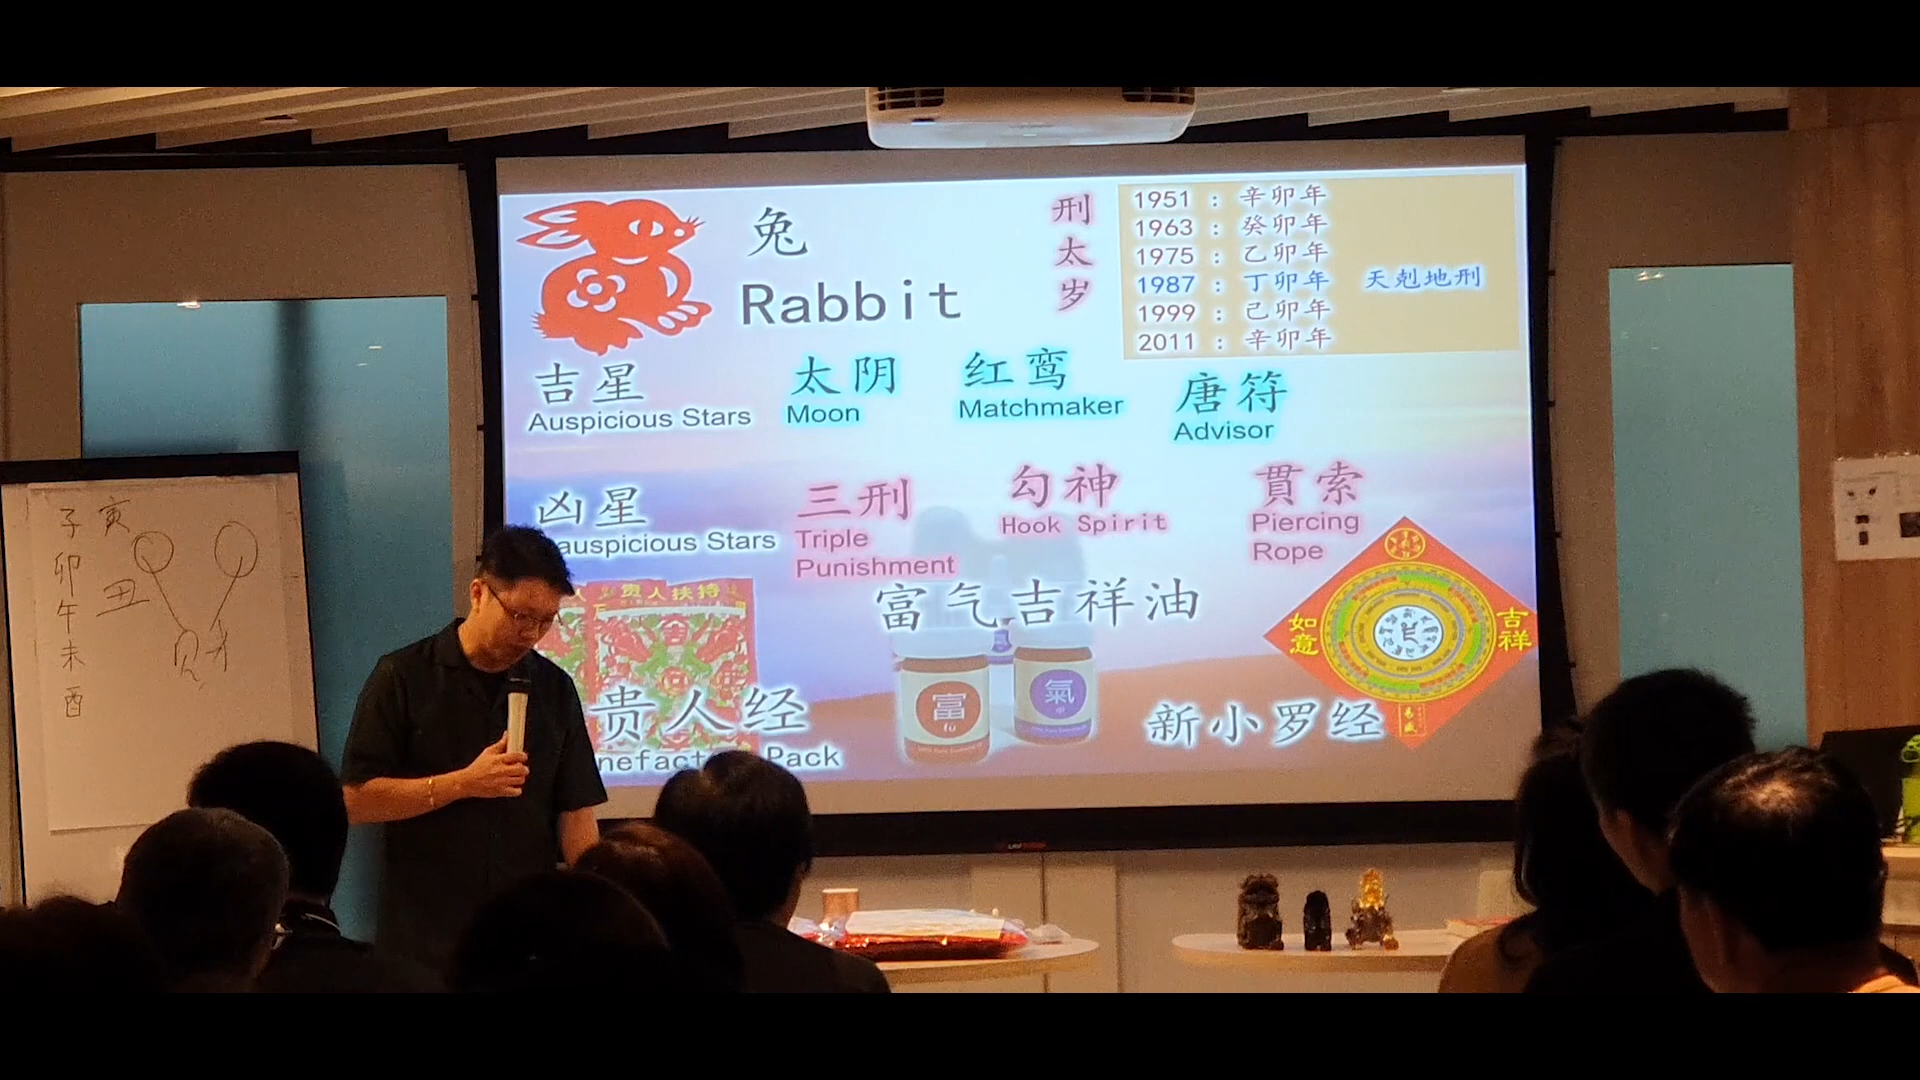 兔
Rabbit
刑太岁
1951 : 辛卯年
1963 : 癸卯年
1975 : 乙卯年
1987 : 丁卯年 天剋地刑
1999 : 己卯年
2011 : 辛卯年
吉星
Auspicious Stars
太阴
Moon
红鸾
Matchmaker
唐符
Advisor
凶星
auspicious Stars
三刑
Triple
Punishment
勾神
Hook Spirit
貫索
Piercing
Rope
富气吉祥油
人 贵人扶持
贵人经
nefact Pack
富
fù
氣
新小罗经
如意
吉祥
子 寅
卯
丑
午
未
酉